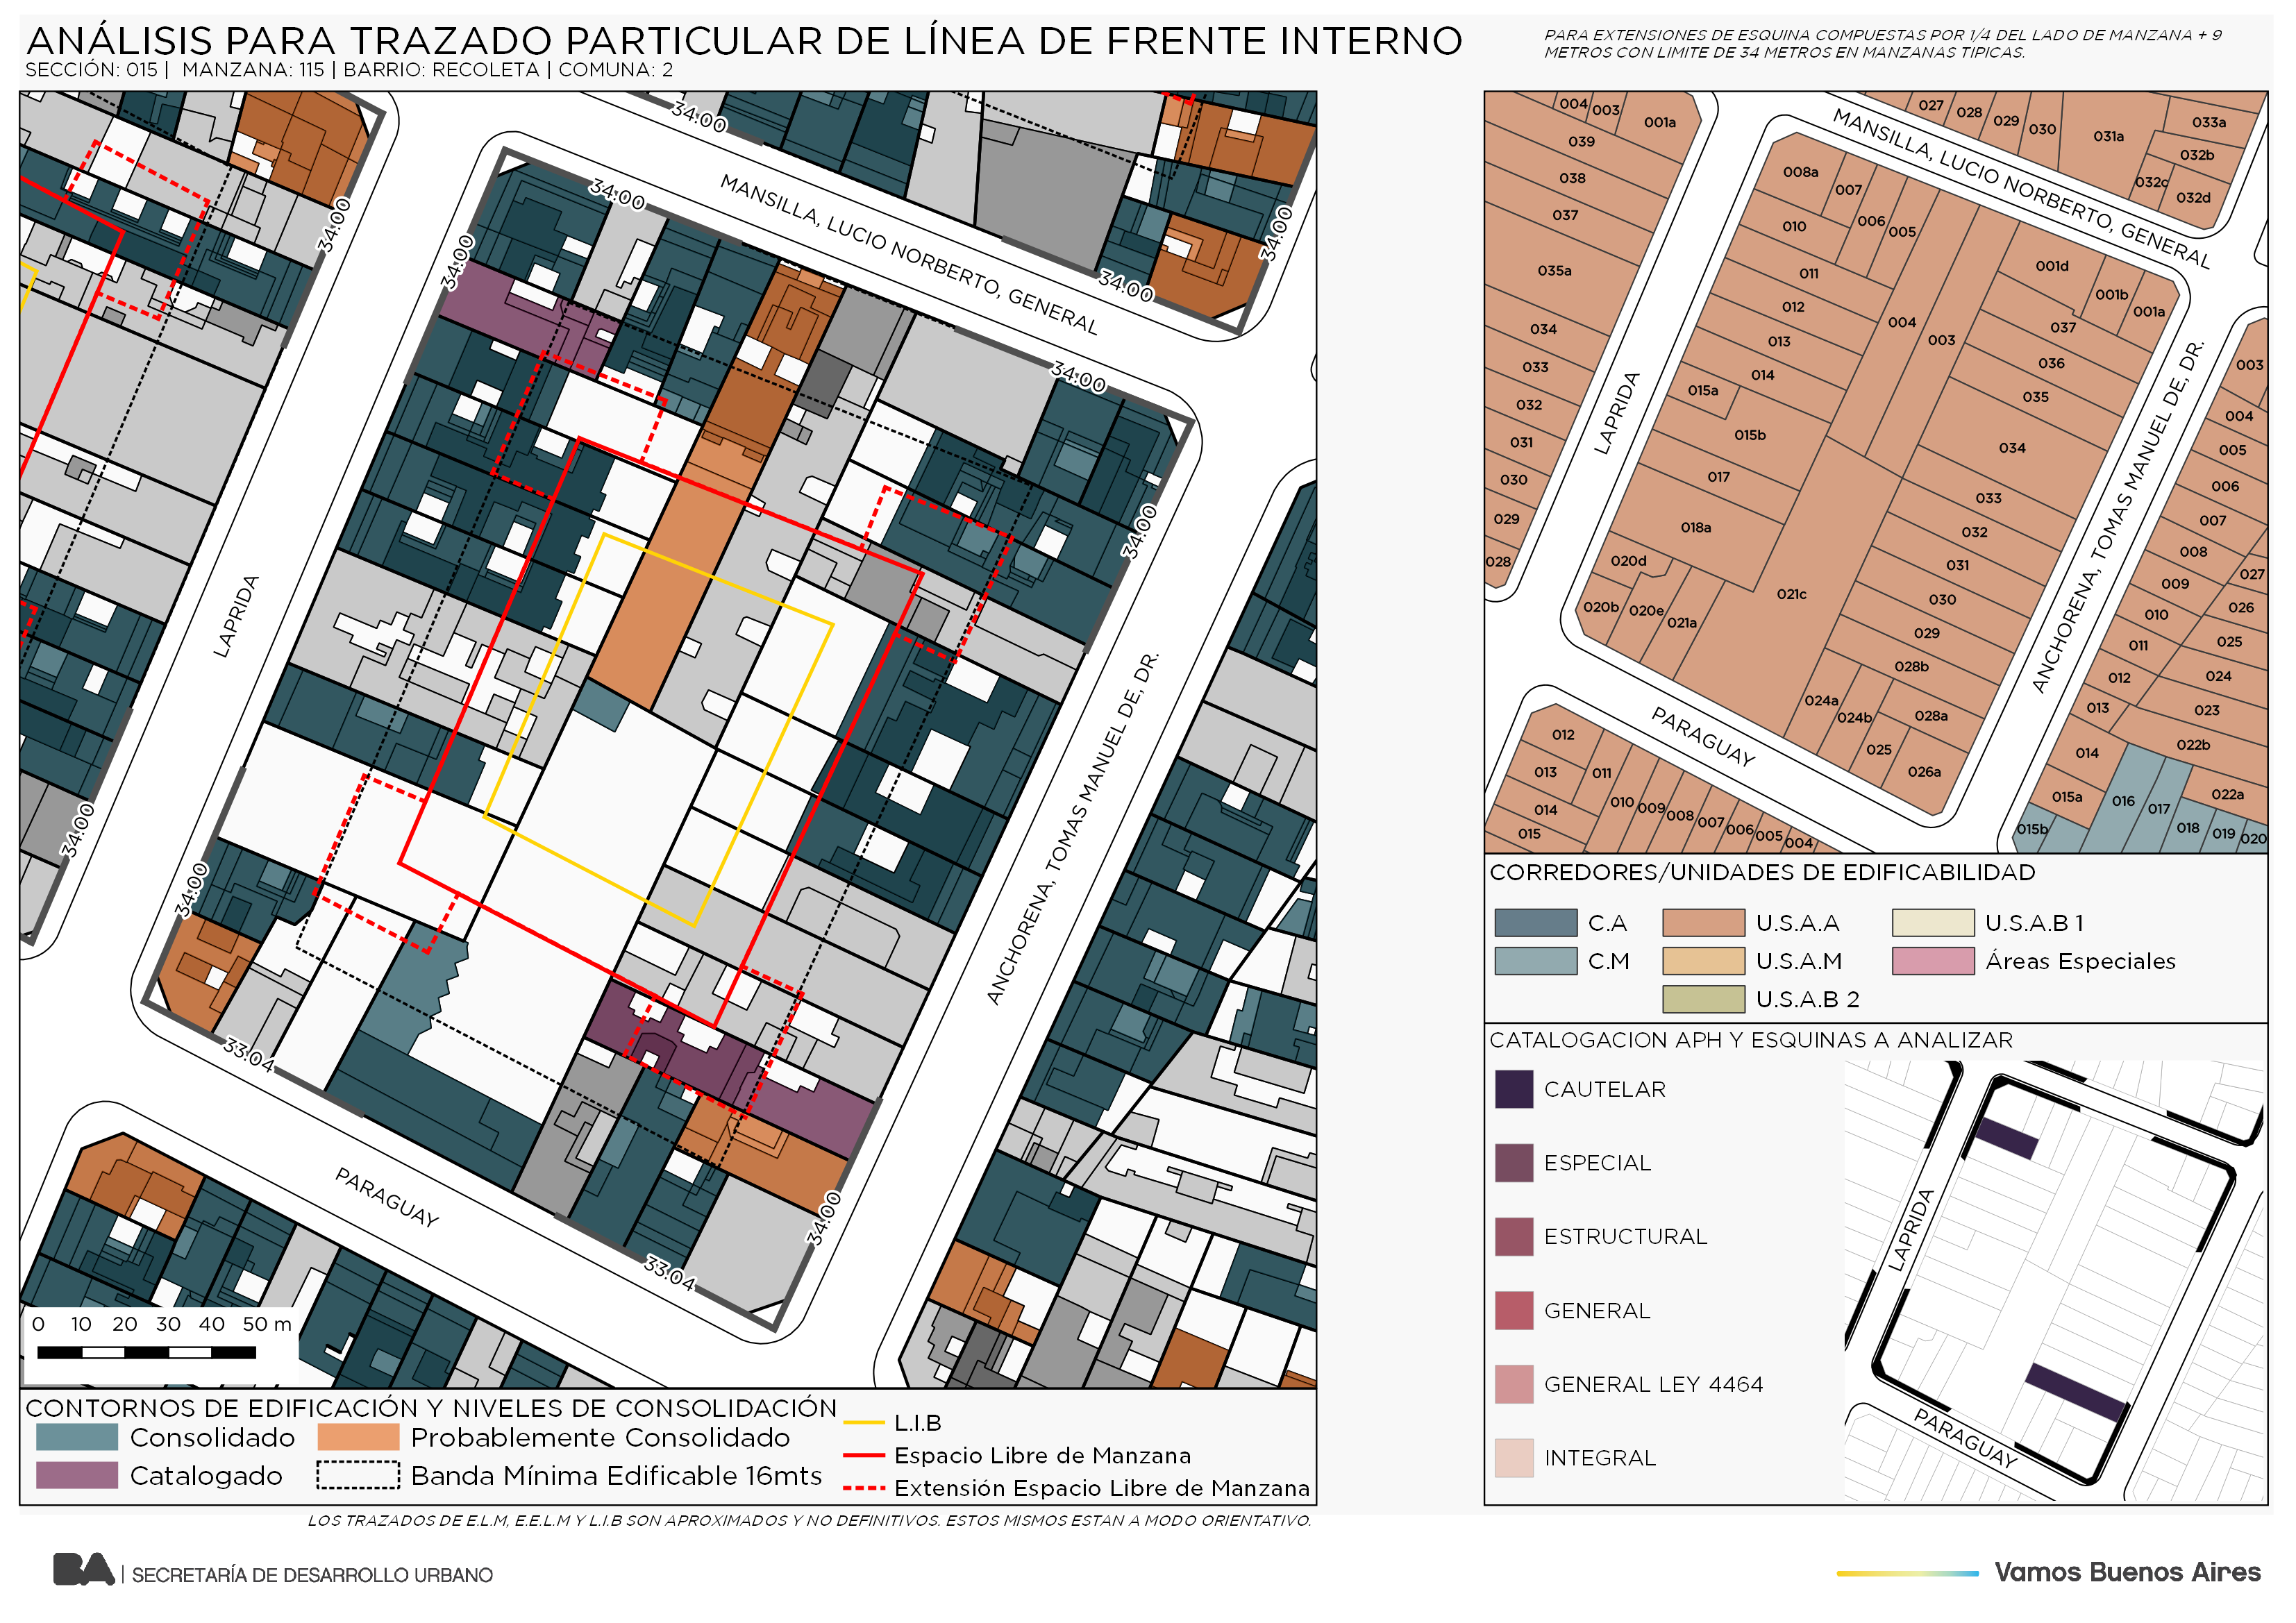 ANÁLISIS PARA TRAZADO PARTICULAR DE LÍNEA DE FRENTE INTERNO
SECCIÓN: 015 | MANZANA: 115 | BARRIO: RECOLETA | COMUNA: 2
PARA EXTENSIONES DE ESQUINA COMPUESTAS POR 1/4 DEL LADO DE MANZANA + 9
METROS CON LIMITE DE 34 METROS EN MANZANAS TIPICAS.
34.00
34.00
34.00
34.00
34.00
34.00
MANSILLA, LUCIO NORBERTO, GENERAL
34.00
34.00
LAPRIDA
ANCHORENA, TOMAS MANUEL DE, DR.
34.00
34.00
33.04
PARAGUAY
34.00
33.04
0 10 20 30 40 50 m
CONTORNOS DE EDIFICACIÓN Y NIVELES DE CONSOLIDACIÓN
Consolidado
Probablemente Consolidado
Catalogado
Banda Mínima Edificable 16mts
L.I.B
Espacio Libre de Manzana
Extensión Espacio Libre de Manzana
LOS TRAZADOS DE E.L.M, E.E.L.M Y L.I.B SON APROXIMADOS Y NO DEFINITIVOS. ESTOS MISMOS ESTAN A MODO ORIENTATIVO.
004
003
001a
039
038
037
035a
034
033
032
031
030
029
028
027
028
029
030
031a
033a
032b
032c
032d
MANSILLA, LUCIO NORBERTO, GENERAL
008a
007
006
005
010
011
012
013
014
015a
015b
017
018a
020d
020b
020e
021a
021c
004
003
001d
001b
001a
037
036
035
034
033
032
031
030
029
028b
028a
024a
024b
025
026a
LAPRIDA
ANCHORENA, TOMAS MANUEL DE, DR.
PARAGUAY
003
004
005
006
007
008
009
010
011
012
013
014
015a
015b
016
017
018
019
020
022a
022b
023
024
025
026
027
012
013
014
015
011
010
009
008
007
006
005
004
CORREDORES/UNIDADES DE EDIFICABILIDAD
C.A
U.S.A.A
U.S.A.B 1
C.M
U.S.A.M
Áreas Especiales
U.S.A.B 2
CATALOGACION APH Y ESQUINAS A ANALIZAR
CAUTELAR
ESPECIAL
ESTRUCTURAL
GENERAL
GENERAL LEY 4464
INTEGRAL
LAPRIDA
PARAGUAY
BA | SECRETARÍA DE DESARROLLO URBANO
Vamos Buenos Aires